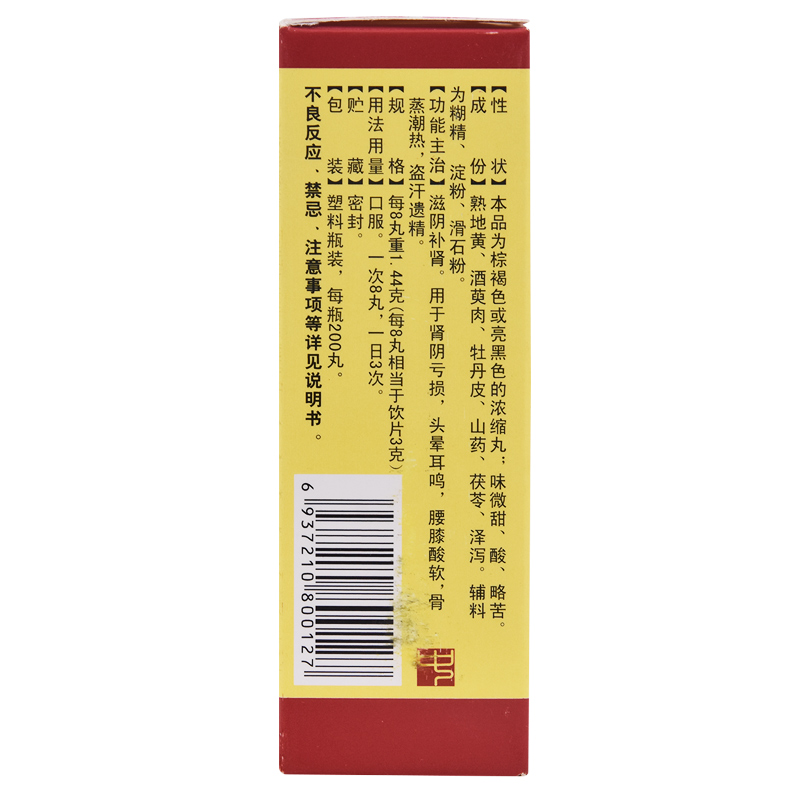 【性状】本品为棕褐色或亮黑色的浓缩丸；味微甜、酸、略苦。
【成份】熟地黄、酒萸肉、牡丹皮、山药、茯苓、泽泻。辅料
为糊精、淀粉、滑石粉。
【功能主治】滋阴补肾。用于肾阴亏损，头晕耳鸣，腰膝酸软，骨
蒸潮热，盗汗遗精。
【规格】每8丸重1.44克(每8丸相当于饮片3克)
【用法用量】口服。一次8丸，一日3次。
【贮藏】密封。
【包装】塑料瓶装，每瓶200丸。
不良反应、禁忌、注意事项等详见说明书。
6937210800127